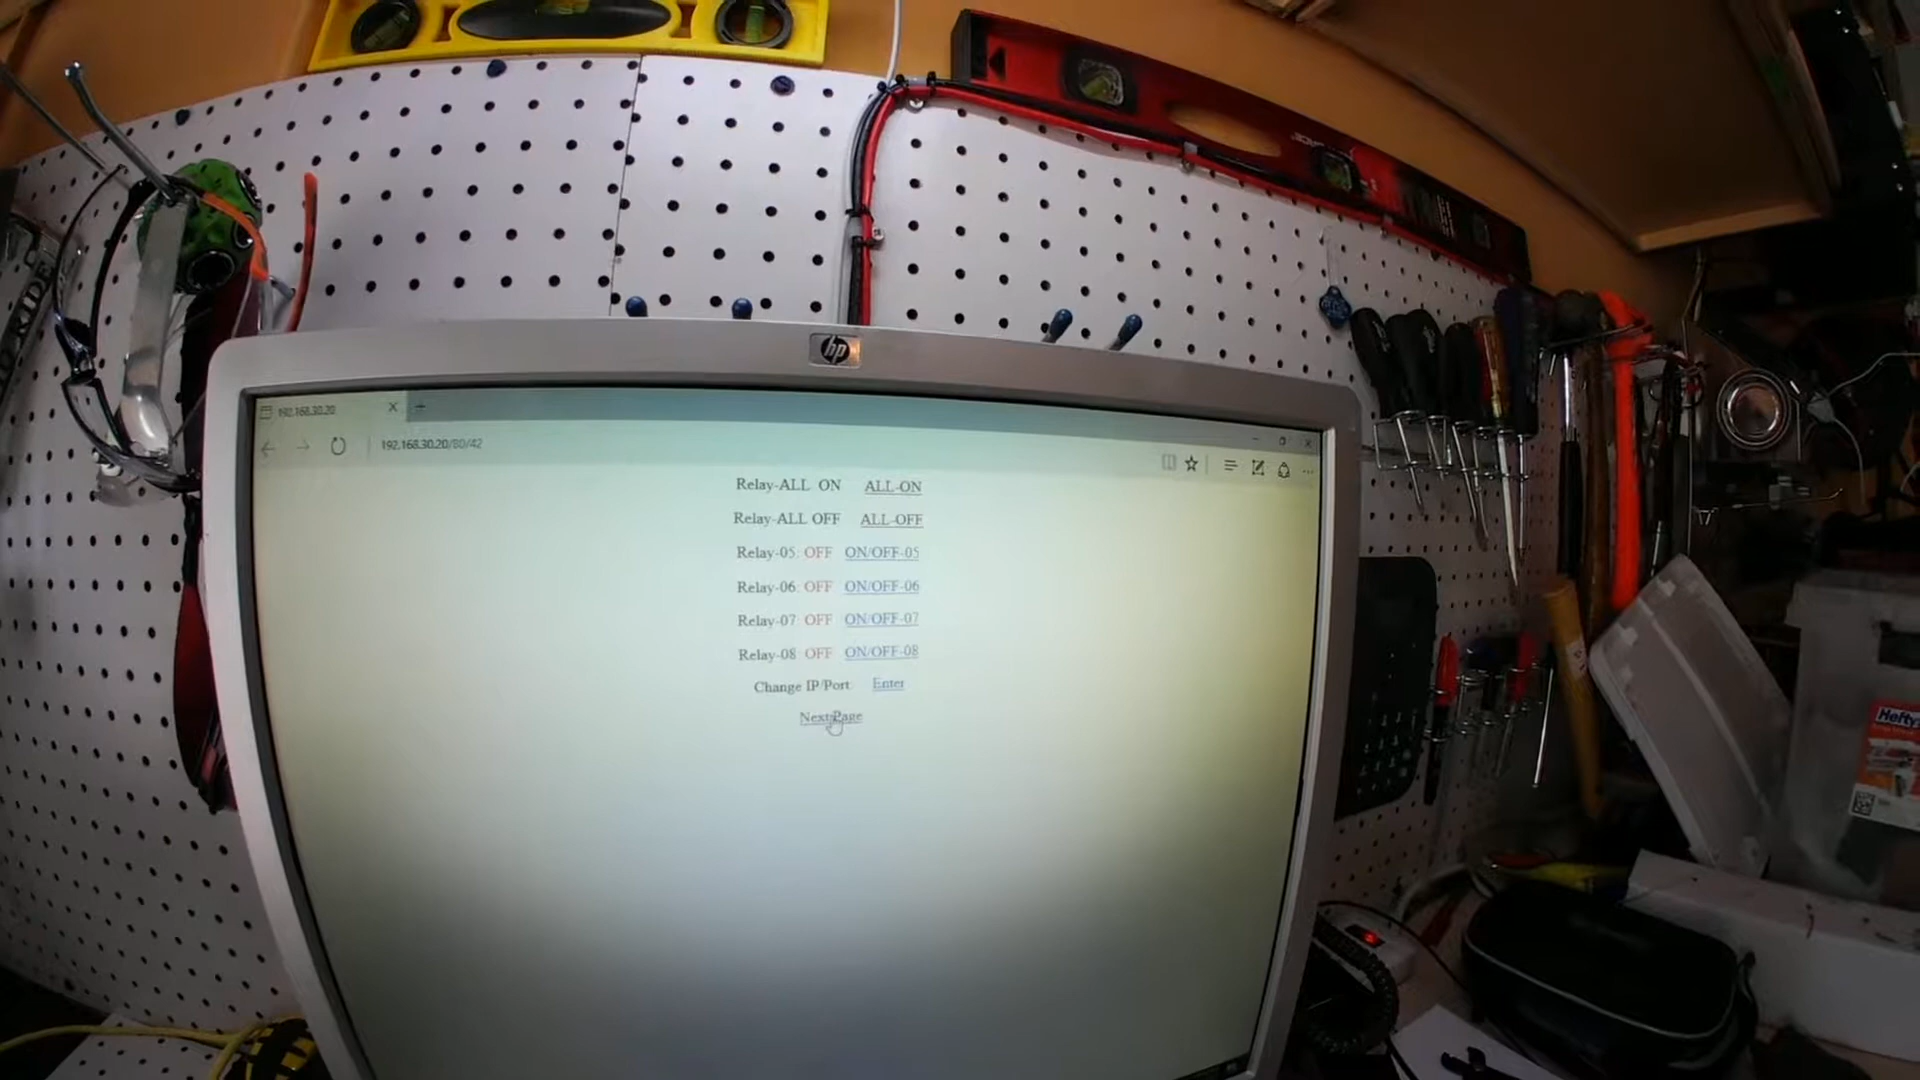 hp
192.168.30.20
192.168.30.20/80/42
Relay-ALL ON ALL-ON
Relay-ALL OFF ALL-OFF
Relay-05: OFF ON/OFF-05
Relay-06: OFF ON/OFF-06
Relay-07: OFF ON/OFF-07
Relay-08: OFF ON/OFF-08
Change IP/Port: Enter
Next Page
Hefty